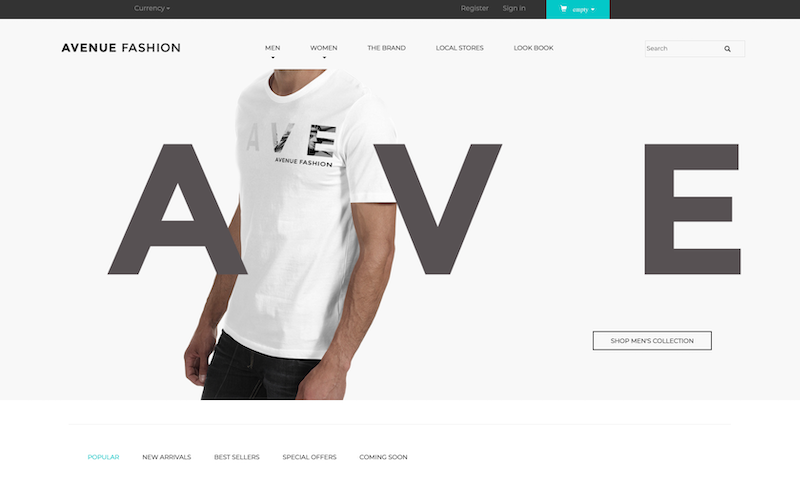 Currency Register Sign in empty
AVENUE FASHION MEN WOMEN THE BRAND LOCAL STORES LOOK BOOK Search
AVE
AVENUE FASHION
A V E
SHOP MEN'S COLLECTION
POPULAR NEW ARRIVALS BEST SELLERS SPECIAL OFFERS COMING SOON